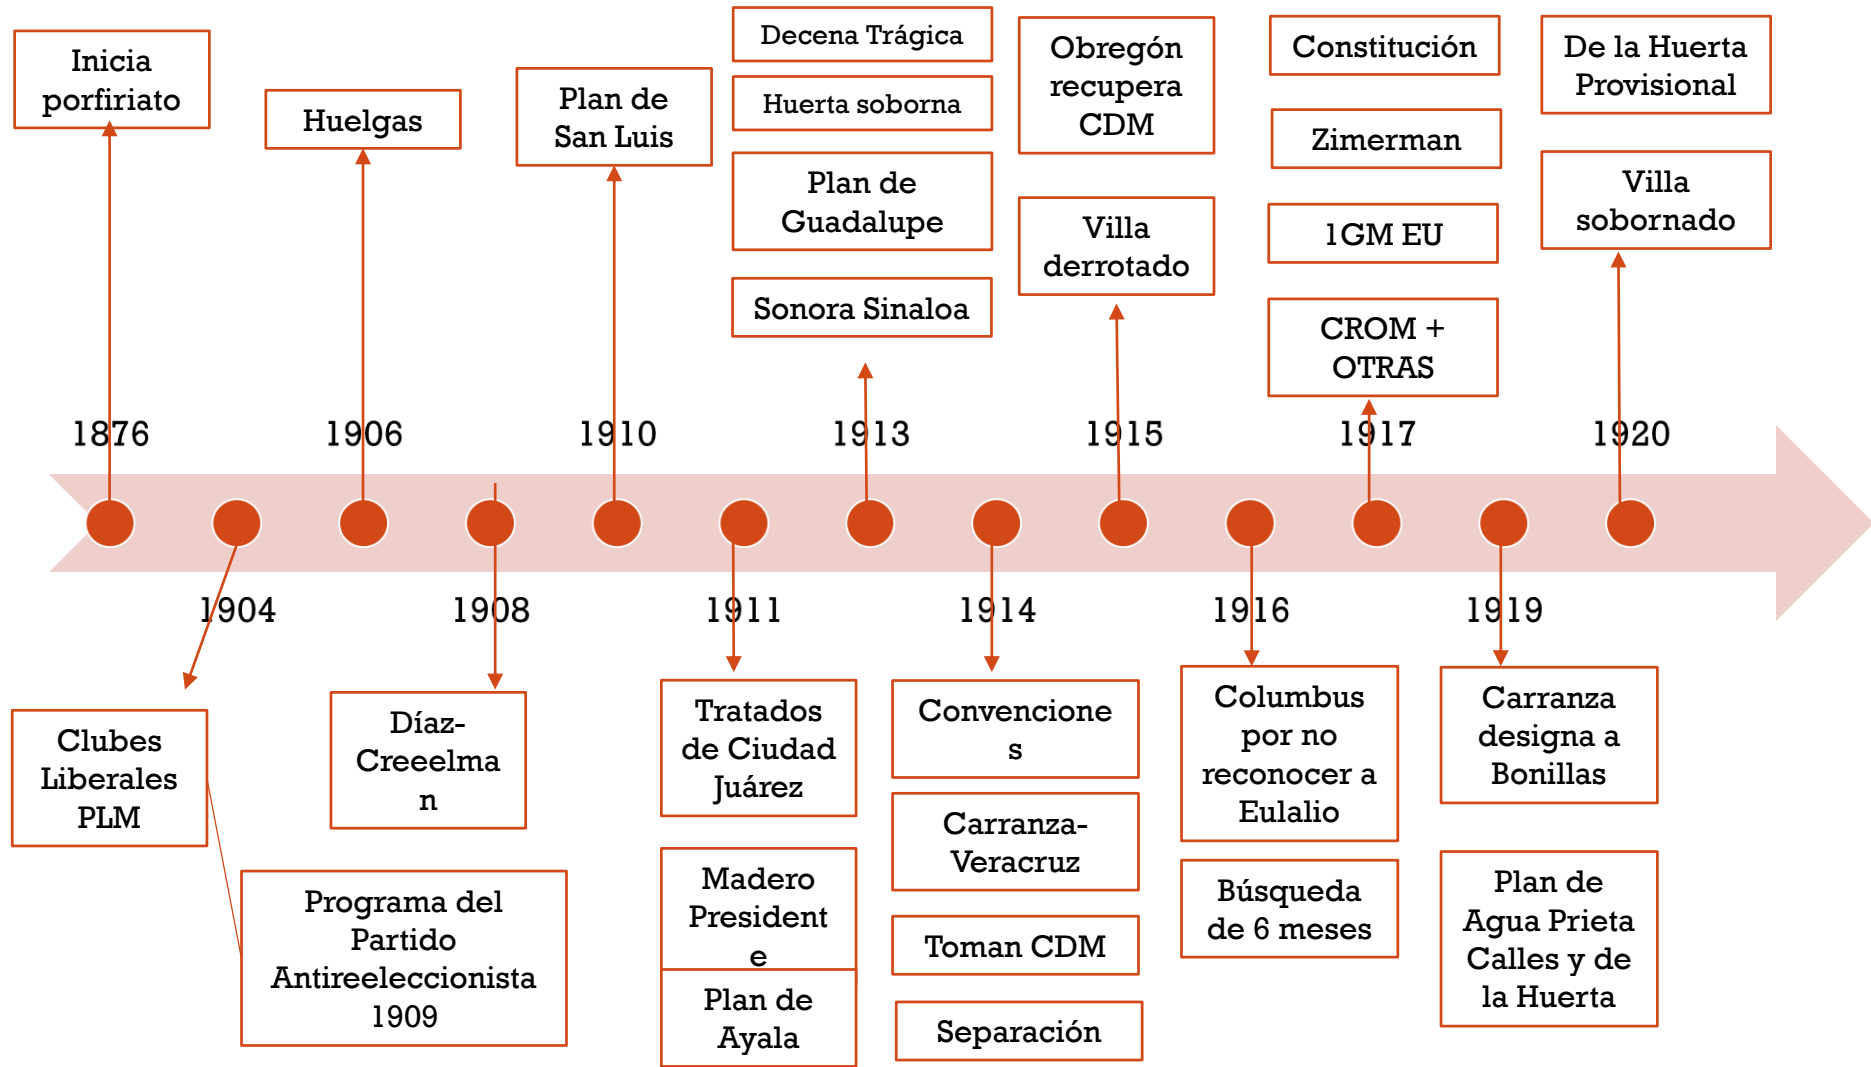 Inicia
porfiriato
Huelgas
Plan de
San Luis
Decena Trágica
Huerta soborna
Plan de
Guadalupe
Sonora Sinaloa
Obregón
recupera
CDM
Villa
derrotado
Constitución
Zimerman
1GM EU
CROM +
OTRAS
De la Huerta
Provisional
Villa
sobornado
1876
1906
1910
1913
1915
1917
1920
1904
1908
1911
1914
1916
1919
Clubes
Liberales
PLM
Programa del
Partido
Antireeleccionista
1909
Díaz-
Creeelma
n
Tratados
de Ciudad
Juárez
Madero
President
e
Plan de
Ayala
Convencione
s
Carranza-
Veracruz
Toman CDM
Separación
Columbus
por no
reconocer a
Eulalio
Búsqueda
de 6 meses
Carranza
designa a
Bonillas
Plan de
Agua Prieta
Calles y de
la Huerta